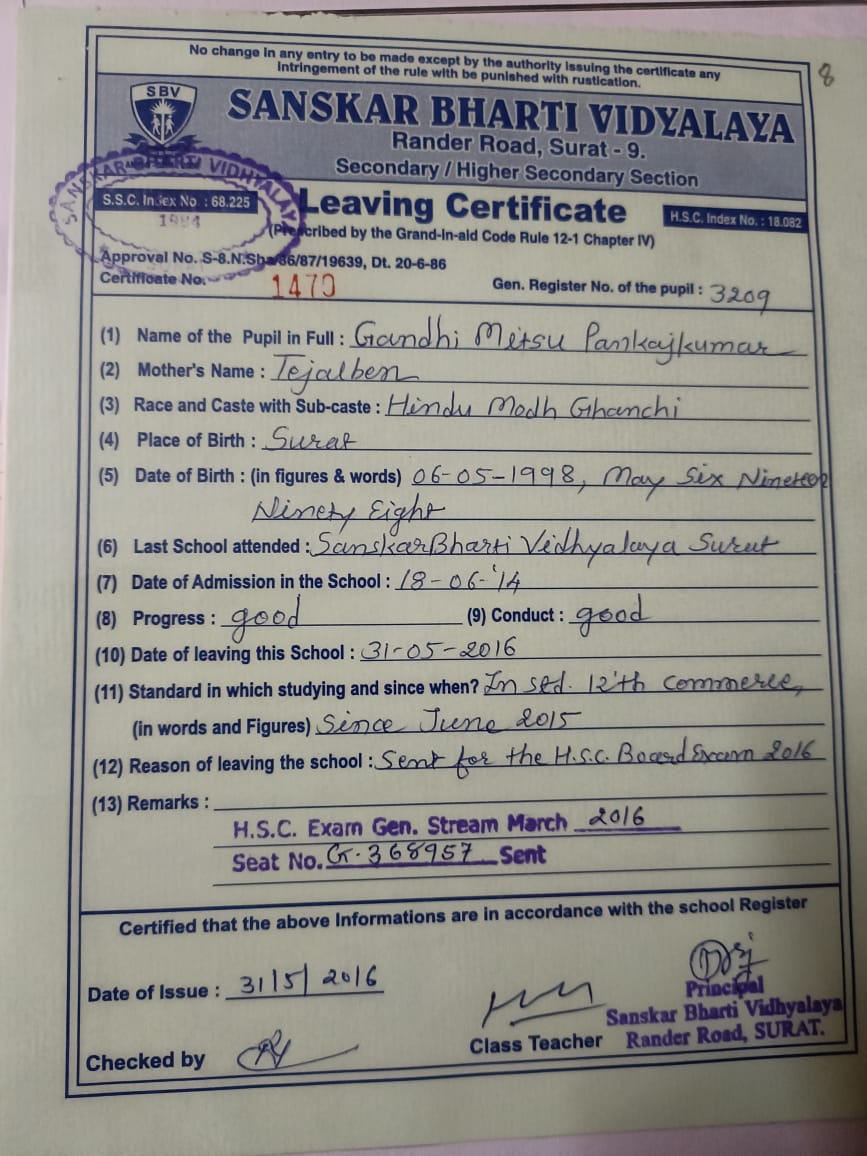 8
No change in any entry to be made except by the authority issuing the certificate any
Intringement of the rule with be punished with rustication.
SBV
SANSKAR BHARTI VIDYALAYA
Rander Road, Surat - 9.
Secondary / Higher Secondary Section
SANSKAR BHARTI VIDHYALAY
S.S.C. Index No. : 68.225
1984
Leaving Certificate
H.S.C. Index No. : 18.082
(Prescribed by the Grand-in-aid Code Rule 12-1 Chapter IV)
Approval No. S-8.N.Sha/86/87/19639, Dt. 20-6-86
Certificate No. 1470
Gen. Register No. of the pupil : 3209
(1) Name of the Pupil in Full : Gandhi Mitsu Pankajkumar
(2) Mother's Name : Tejalben
(3) Race and Caste with Sub-caste : Hindu Modh Ghanchi
(4) Place of Birth : Surat
(5) Date of Birth : (in figures & words) 06-05-1998, May Six Ninteen
Ninety Eight
(6) Last School attended : SanskarBharti Vidhyalaya Surut
(7) Date of Admission in the School : 18-06-'14
(8) Progress : good (9) Conduct : good
(10) Date of leaving this School : 31-05-2016
(11) Standard in which studying and since when? In std. 12'th commerce,
(in words and Figures) Since June 2015
(12) Reason of leaving the school : Sent for the H.S.C. Board Exam 2016
(13) Remarks :
H.S.C. Exam Gen. Stream March 2016
Seat No. G.368957 Sent
Certified that the above Informations are in accordance with the school Register
Date of Issue : 31/5/2016
Principal
Sanskar Bharti Vidhyalaya
Rander Road, SURAT.
Class Teacher
Checked by